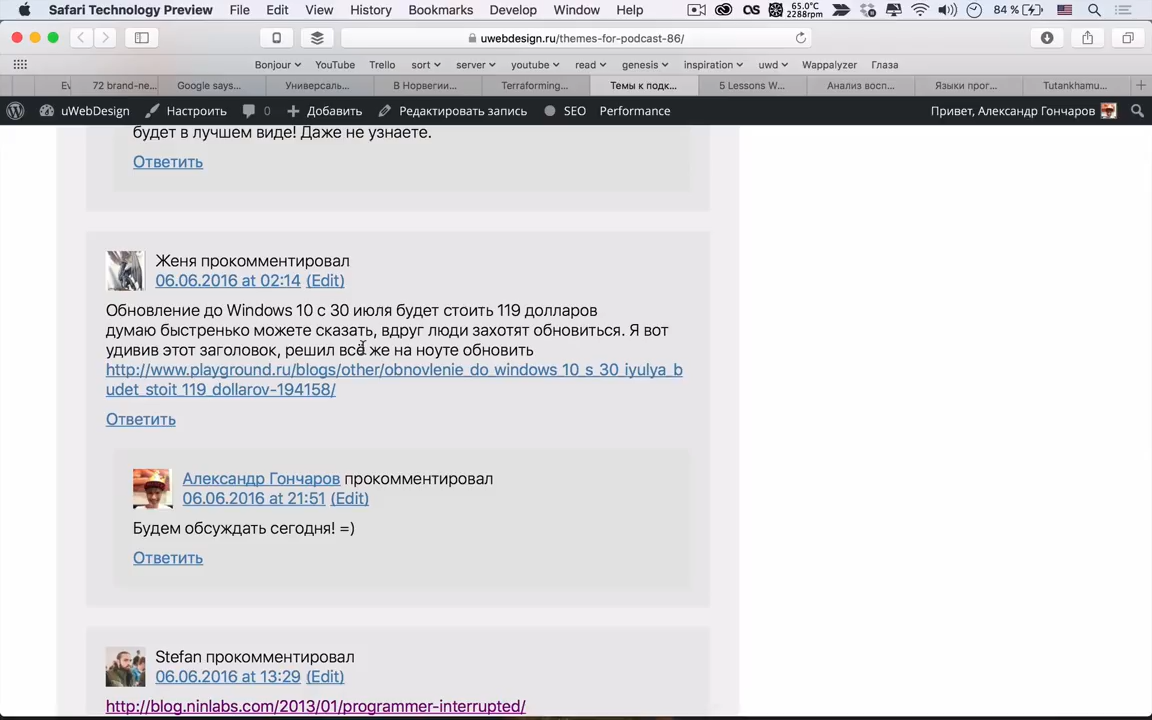 Safari Technology Preview File Edit View History Bookmarks Develop Window Help 65.0°C 2288rpm 84 %
uwebdesign.ru/themes-for-podcast-86/
Bonjour YouTube Trello sort server youtube read genesis inspiration uwd Wappalyzer Глаза
Ev 72 brand-ne... Google says... Универсаль... В Норвегии... Terraforming... Темы к подк... 5 Lessons W... Анализ восп... Языки прог... Tutankhamu...
uWebDesign Настроить 0 Добавить Редактировать запись SEO Performance Привет, Александр Гончаров
будет в лучшем виде! Даже не узнаете.
Ответить
Женя прокомментировал
06.06.2016 at 02:14 (Edit)
Обновление до Windows 10 с 30 июля будет стоить 119 долларов
думаю быстренько можете сказать, вдруг люди захотят обновиться. Я вот
удивив этот заголовок, решил всё же на ноуте обновить
http://www.playground.ru/blogs/other/obnovlenie_do_windows_10_s_30_iyulya_b
udet_stoit_119_dollarov-194158/
Ответить
Александр Гончаров прокомментировал
06.06.2016 at 21:51 (Edit)
Будем обсуждать сегодня! =)
Ответить
Stefan прокомментировал
06.06.2016 at 13:29 (Edit)
http://blog.ninlabs.com/2013/01/programmer-interrupted/